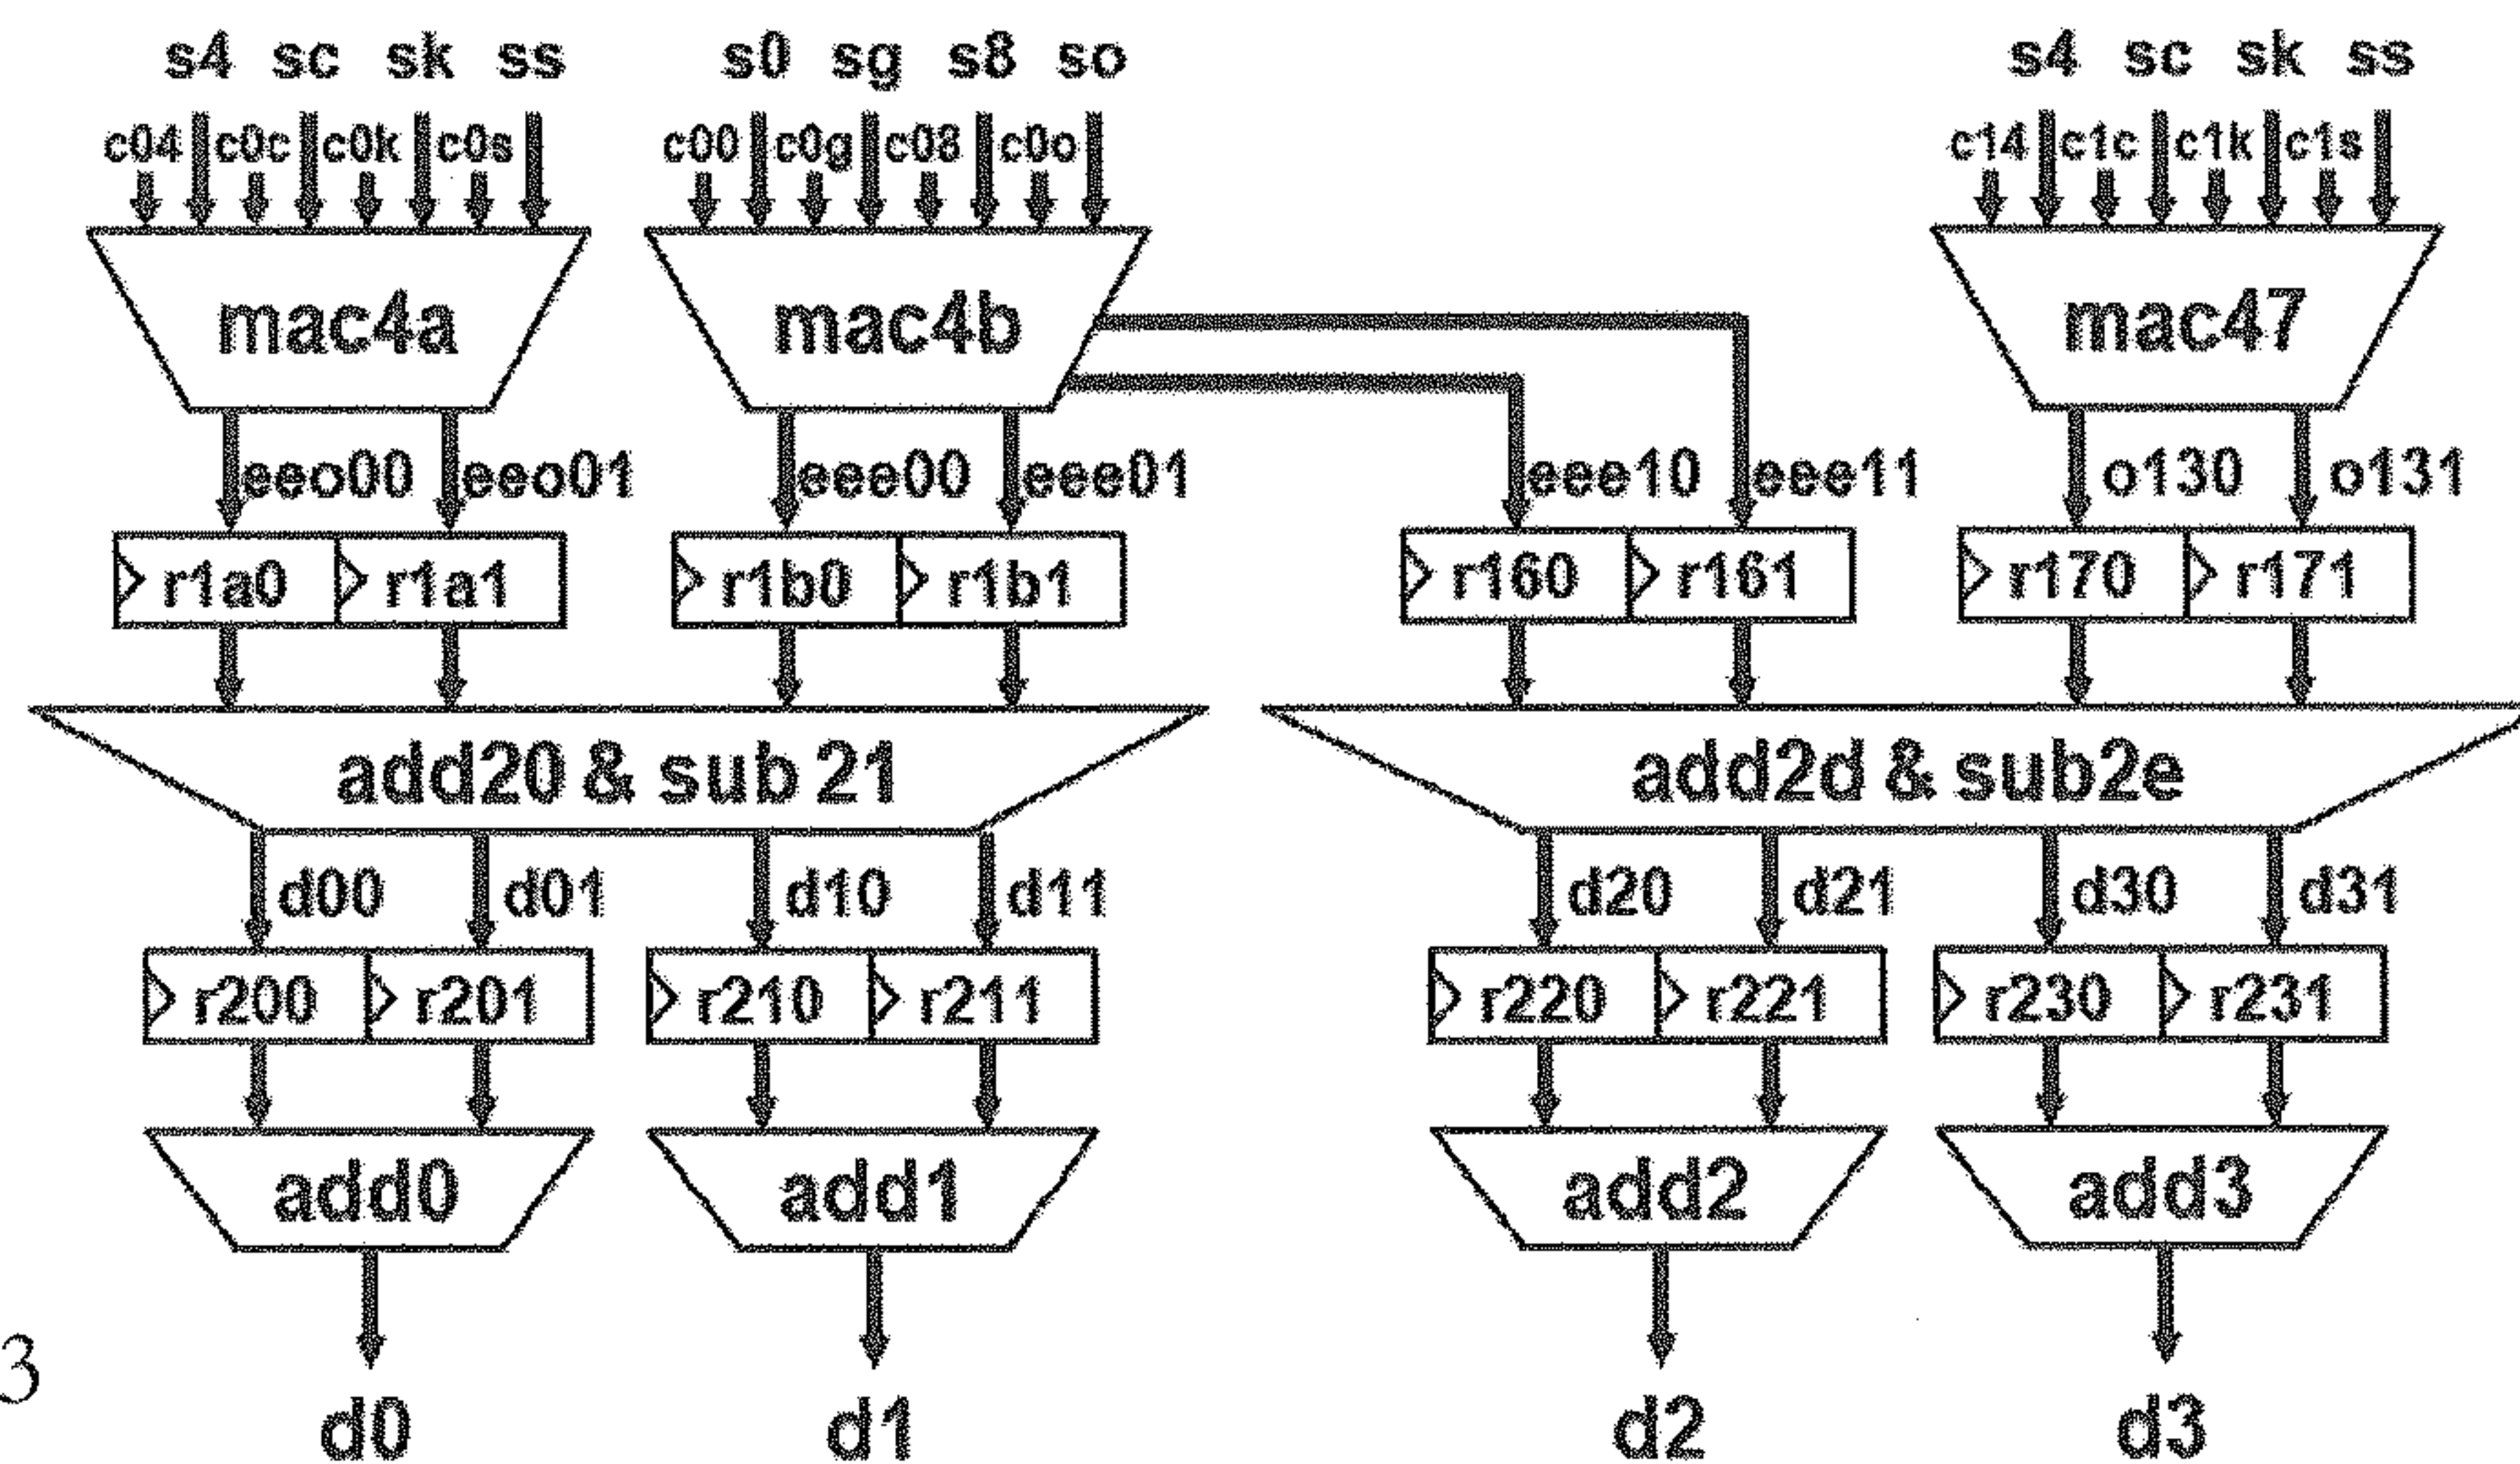 s4 sc sk ss s0 sg s8 so s4 sc sk ss
c04 c0c c0k c0s c00 c0g c08 c0o c14 c1c c1k c1s
mac4a mac4b mac47
eeo00 eeo01 eee00 eee01 eee10 eee11 o130 o131
r1a0 r1a1 r1b0 r1b1 r160 r161 r170 r171
add20 & sub 21 add2d & sub2e
d00 d01 d10 d11 d20 d21 d30 d31
r200 r201 r210 r211 r220 r221 r230 r231
add0 add1 add2 add3
3
d0 d1 d2 d3